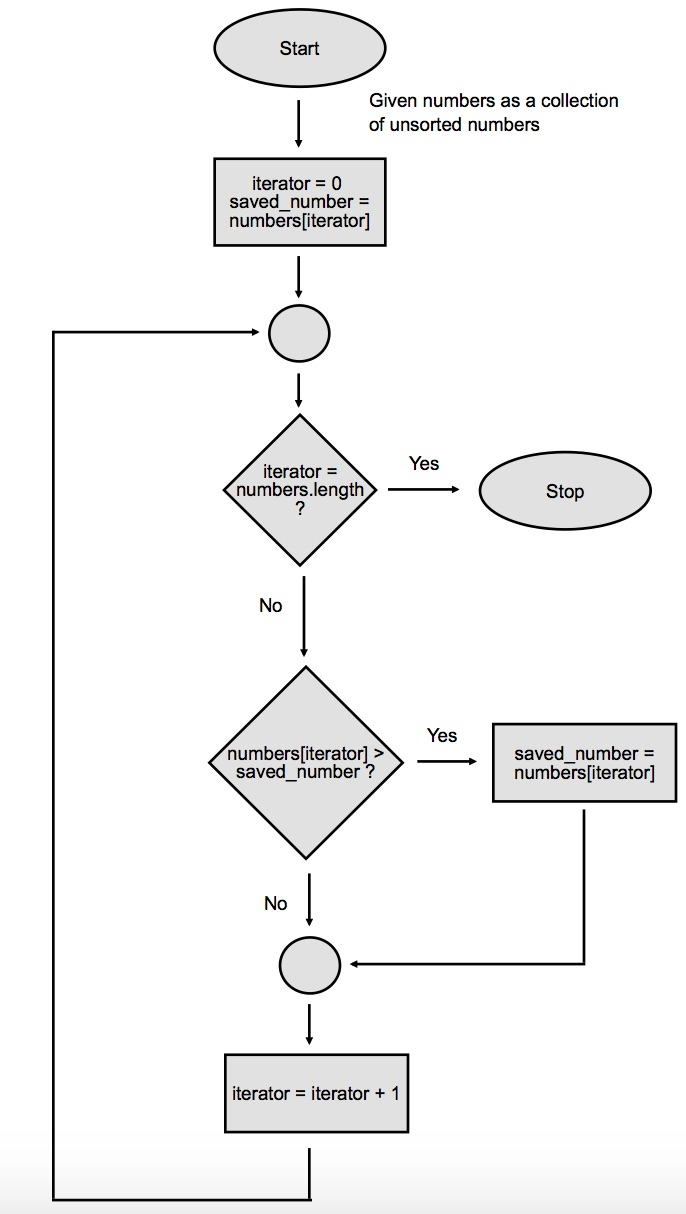 Start
Given numbers as a collection
of unsorted numbers
iterator = 0
saved_number =
numbers[iterator]
iterator =
numbers.length
?
Yes
Stop
No
numbers[iterator] >
saved_number ?
Yes
saved_number =
numbers[iterator]
No
iterator = iterator + 1